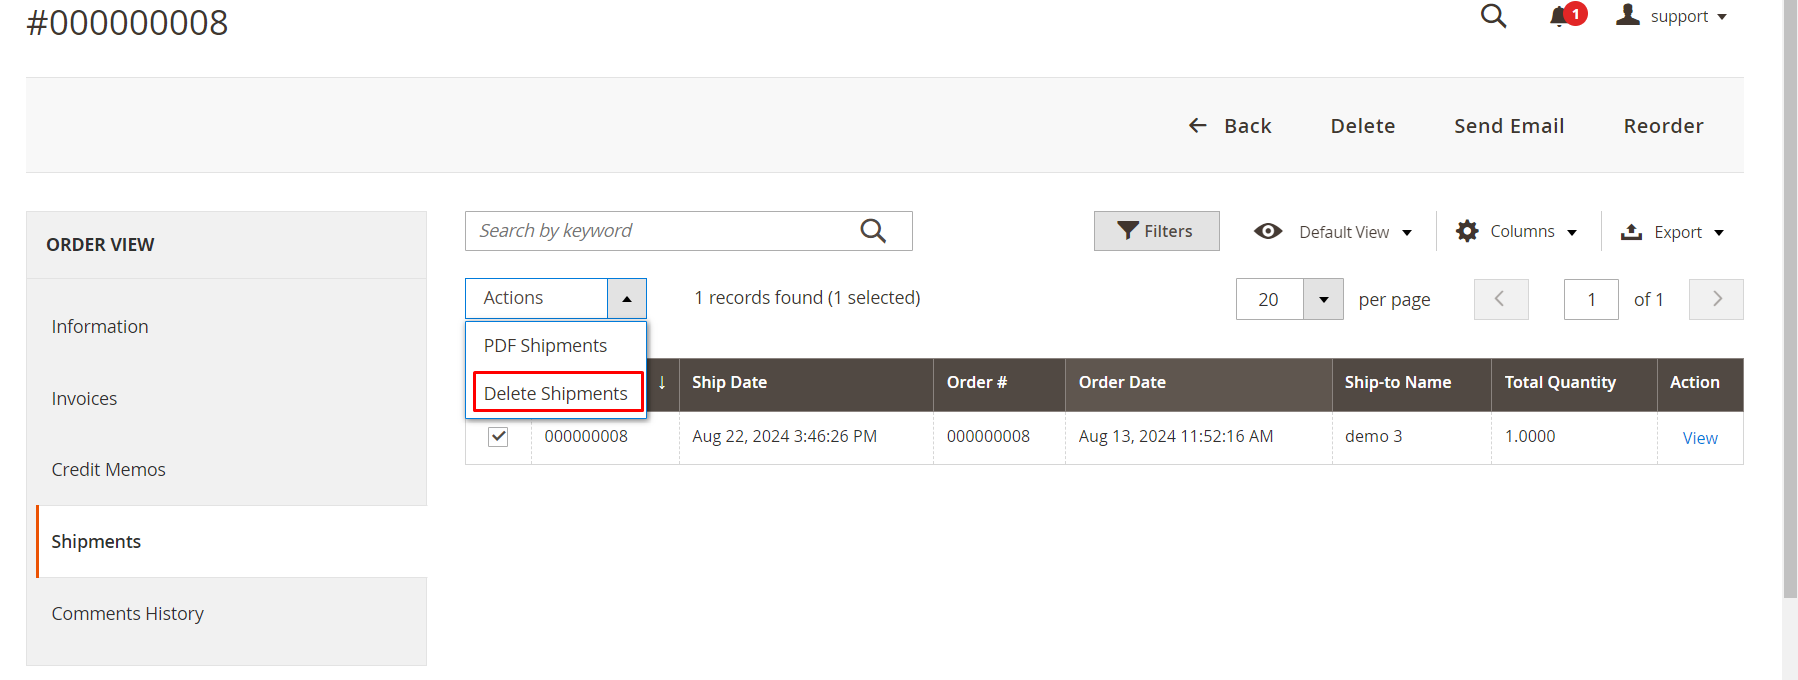 #000000008
1
support
Back
Delete
Send Email
Reorder
ORDER VIEW
Information
Invoices
Credit Memos
Shipments
Comments History
Search by keyword
Filters
Default View
Columns
Export
Actions
1 records found (1 selected)
20
per page
1
of 1
PDF Shipments
Delete Shipments
↓ Ship Date Order # Order Date Ship-to Name Total Quantity Action
000000008 Aug 22, 2024 3:46:26 PM 000000008 Aug 13, 2024 11:52:16 AM demo 3 1.0000 View